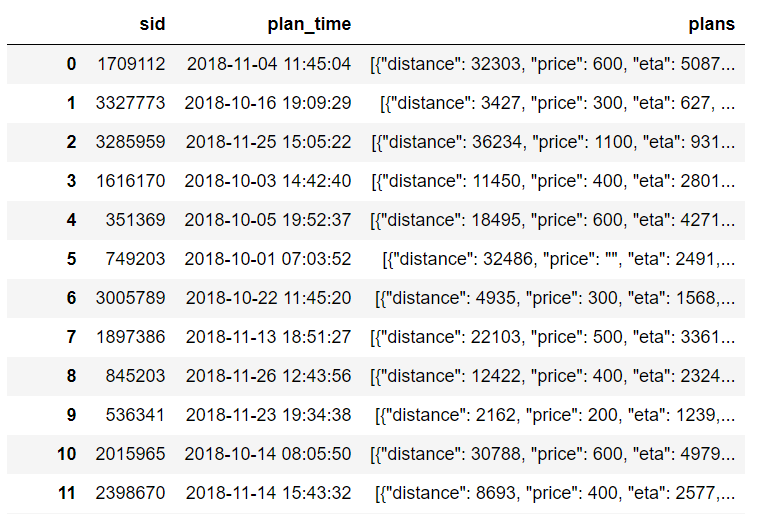 sid plan_time plans
0 1709112 2018-11-04 11:45:04 [{"distance": 32303, "price": 600, "eta": 5087...
1 3327773 2018-10-16 19:09:29 [{"distance": 3427, "price": 300, "eta": 627, ...
2 3285959 2018-11-25 15:05:22 [{"distance": 36234, "price": 1100, "eta": 931...
3 1616170 2018-10-03 14:42:40 [{"distance": 11450, "price": 400, "eta": 2801...
4 351369 2018-10-05 19:52:37 [{"distance": 18495, "price": 600, "eta": 4271...
5 749203 2018-10-01 07:03:52 [{"distance": 32486, "price": "", "eta": 2491,...
6 3005789 2018-10-22 11:45:20 [{"distance": 4935, "price": 300, "eta": 1568,...
7 1897386 2018-11-13 18:51:27 [{"distance": 22103, "price": 500, "eta": 3361...
8 845203 2018-11-26 12:43:56 [{"distance": 12422, "price": 400, "eta": 2324...
9 536341 2018-11-23 19:34:38 [{"distance": 2162, "price": 200, "eta": 1239,...
10 2015965 2018-10-14 08:05:50 [{"distance": 30788, "price": 600, "eta": 4979...
11 2398670 2018-11-14 15:43:32 [{"distance": 8693, "price": 400, "eta": 2577,...